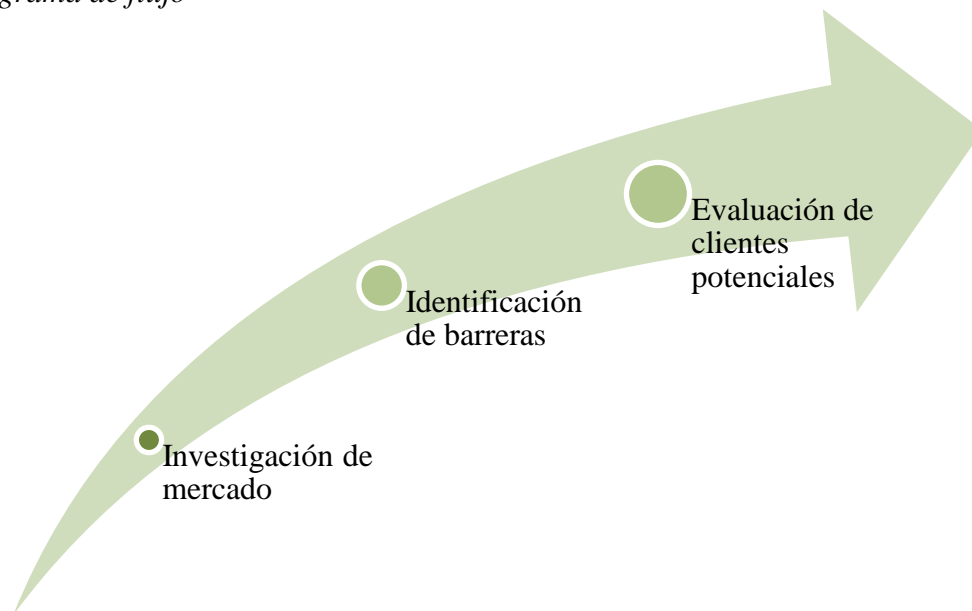 grama de flujo
Evaluación de
clientes
potenciales
Identificación
de barreras
Investigación de
mercado